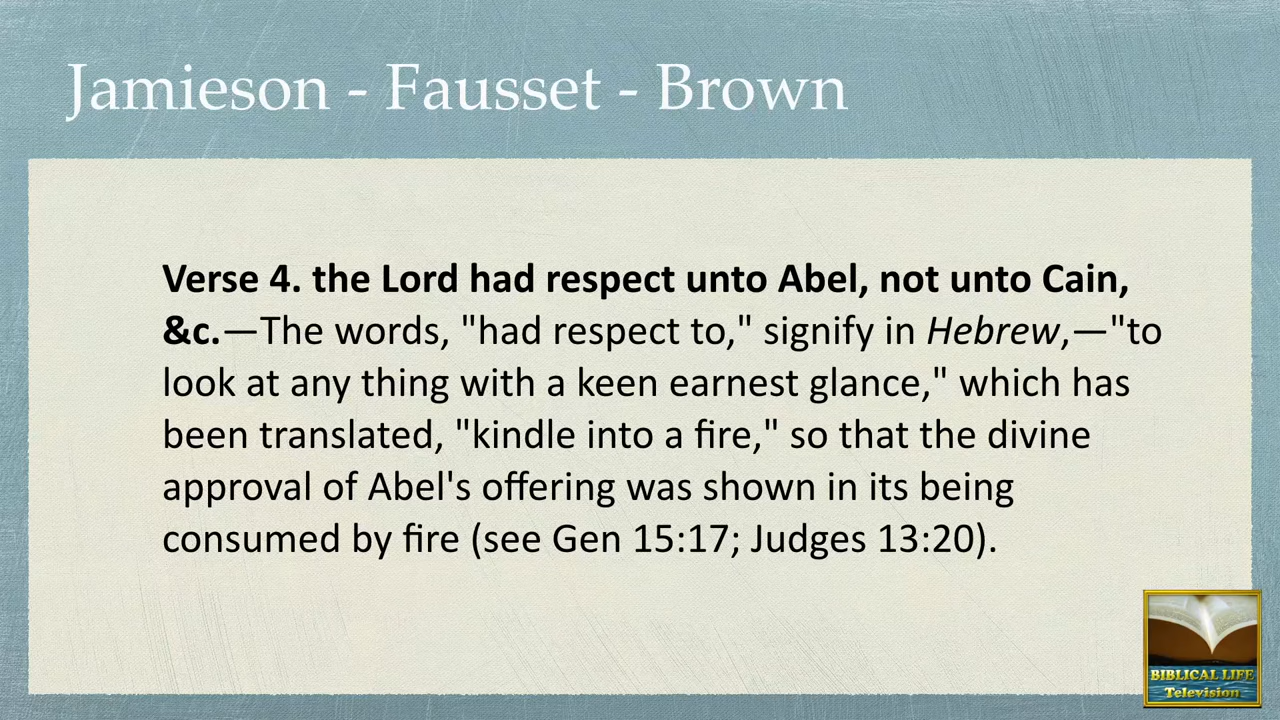 Jamieson - Fausset - Brown
Verse 4. the Lord had respect unto Abel, not unto Cain,
&c.—The words, "had respect to," signify in Hebrew,—"to
look at any thing with a keen earnest glance," which has
been translated, "kindle into a fire," so that the divine
approval of Abel's offering was shown in its being
consumed by fire (see Gen 15:17; Judges 13:20).
BIBLICAL LIFE
Television